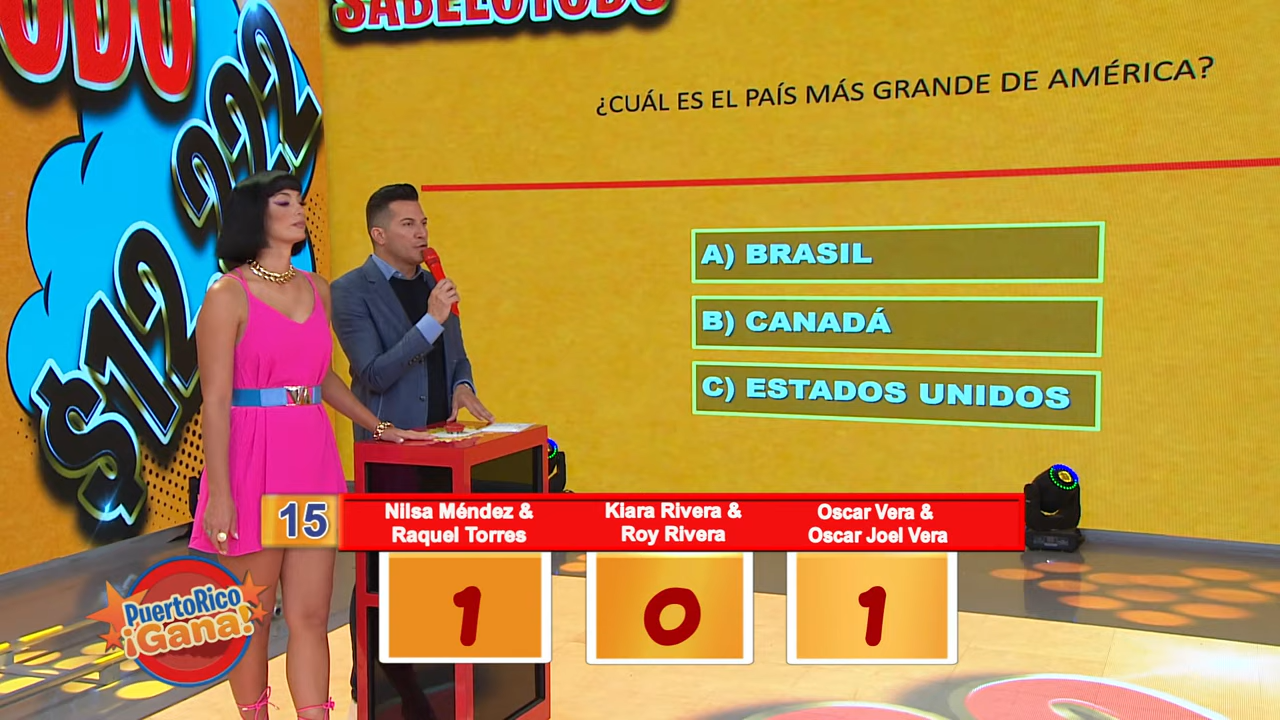 ODO
SABELOTODO
$12,222
¿CUÁL ES EL PAÍS MÁS GRANDE DE AMÉRICA?
A) BRASIL
B) CANADÁ
C) ESTADOS UNIDOS
15
Nilsa Méndez &
Raquel Torres
Kiara Rivera &
Roy Rivera
Oscar Vera &
Oscar Joel Vera
1
0
1
PuertoRico
¡Gana!